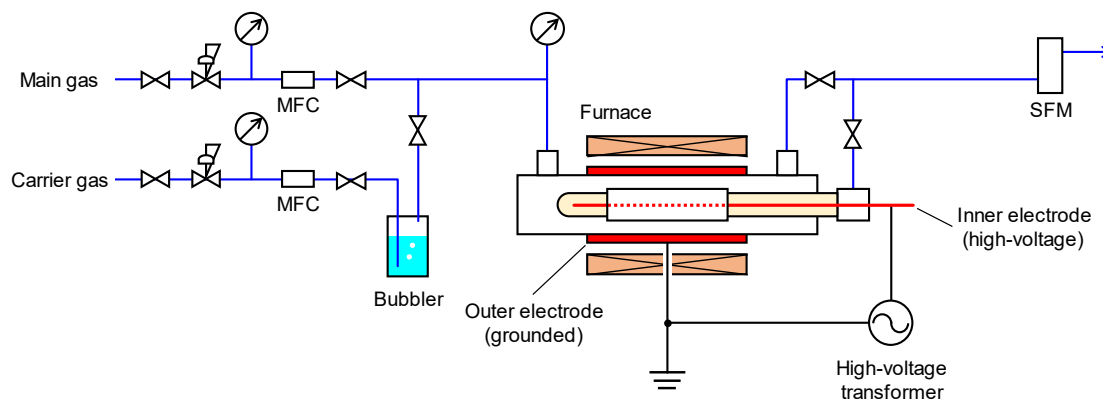 Main gas
MFC
Carrier gas
MFC
Bubbler
Furnace
SFM
Inner electrode
(high-voltage)
Outer electrode
(grounded)
High-voltage
transformer